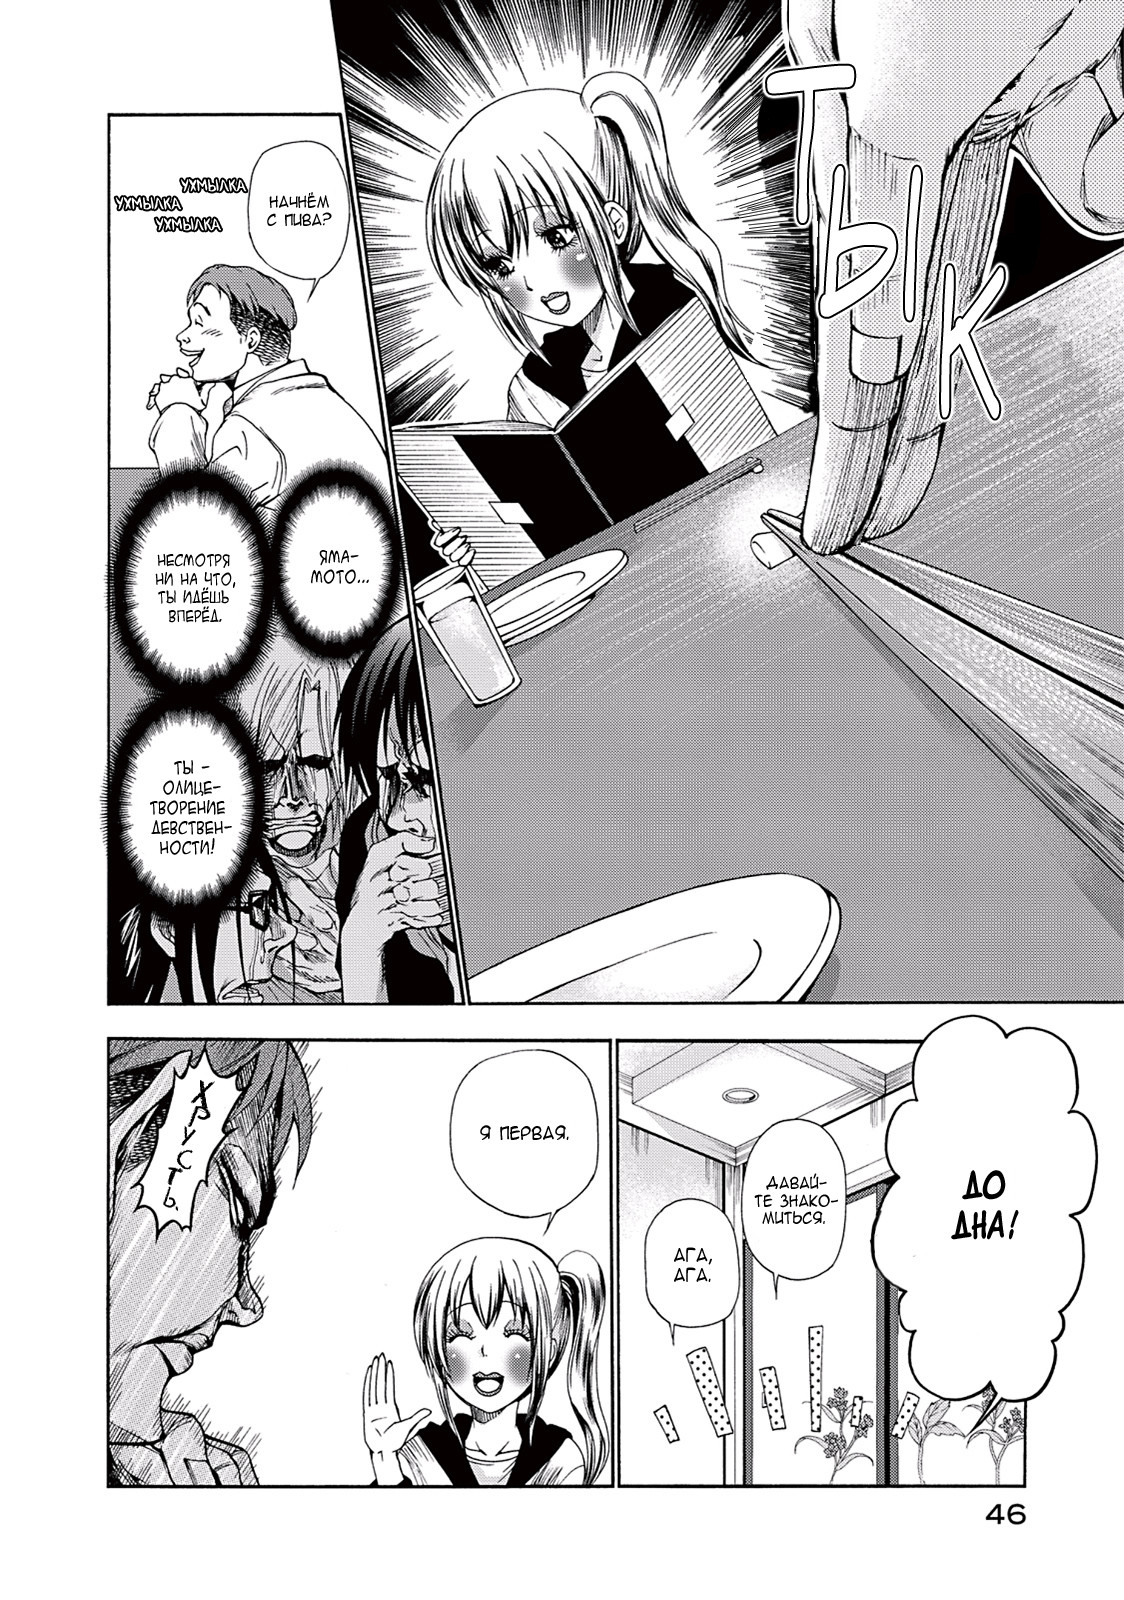 ТЫК
НАЧНЁМ
С ПИВА?
УХМЫЛКА
УХМЫЛКА
УХМЫЛКА
ЯМА-
МОТО...
НЕСМОТРЯ
НИ НА ЧТО,
ТЫ ИДЁШЬ
ВПЕРЁД.
ТЫ -
ОЛИЦЕ-
ТВОРЕНИЕ
ДЕВСТВЕН-
НОСТИ!
ДО
ДНА!
ДАВАЙ-
ТЕ ЗНАКО-
МИТЬСЯ.
АГА,
АГА.
Я ПЕРВАЯ.
ХРУСТЬ.
46